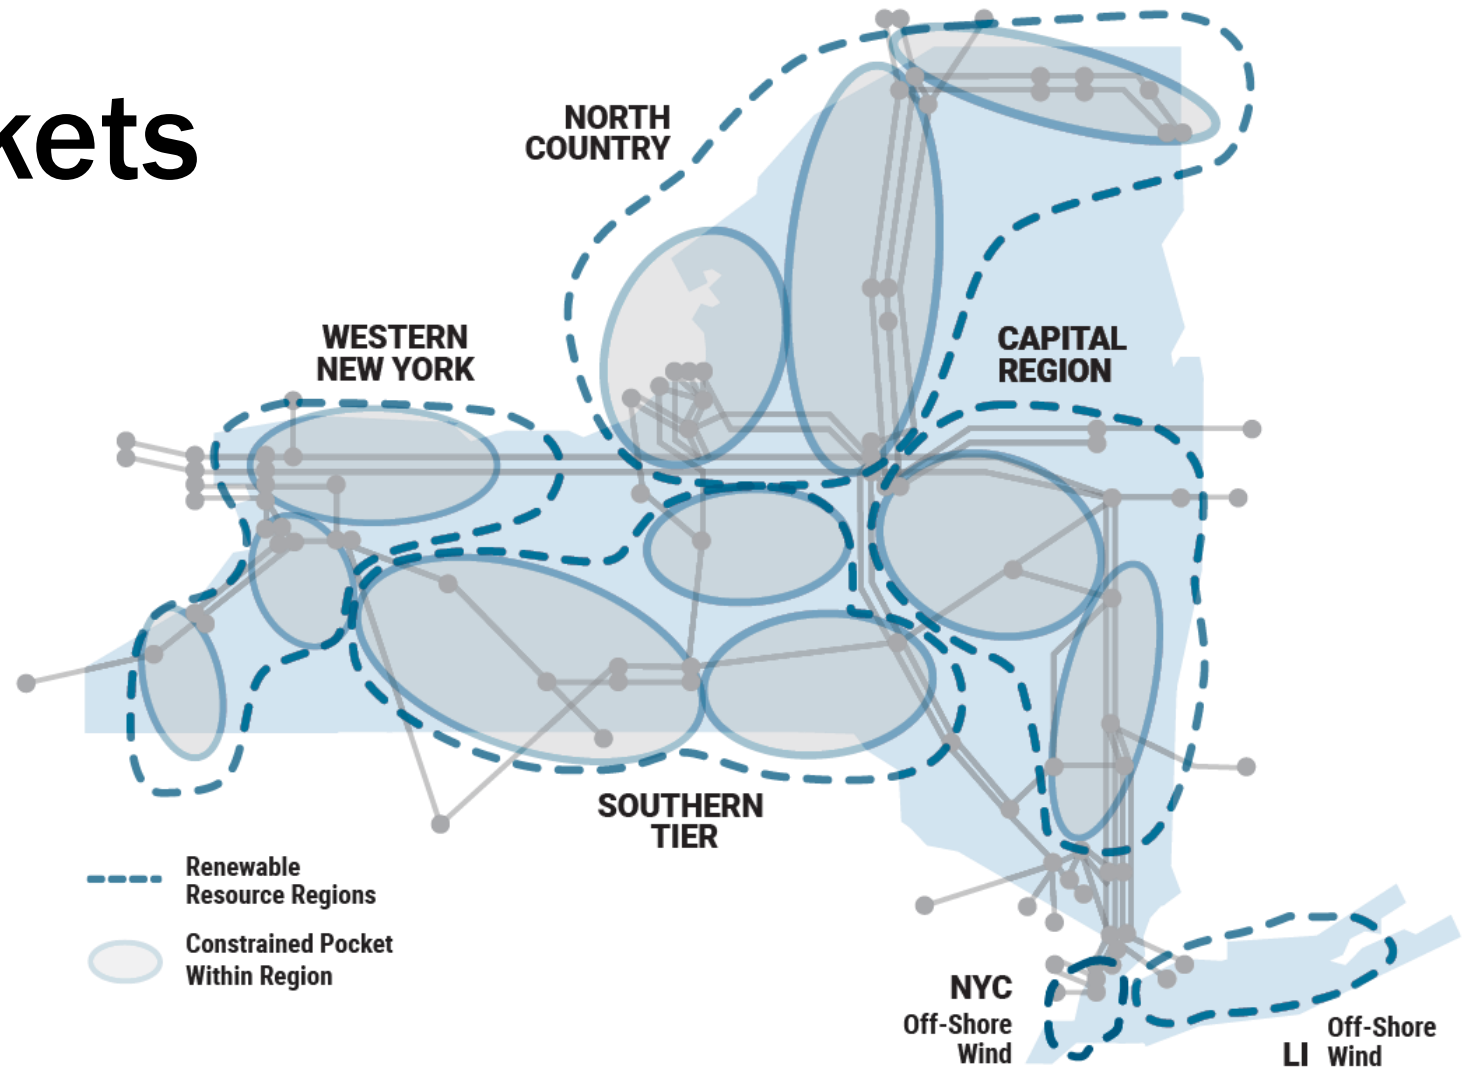 kets
NORTH
COUNTRY
WESTERN
NEW YORK
CAPITAL
REGION
SOUTHERN
TIER
Renewable
Resource Regions
Constrained Pocket
Within Region
NYC
Off-Shore
Wind
LI
Off-Shore
Wind